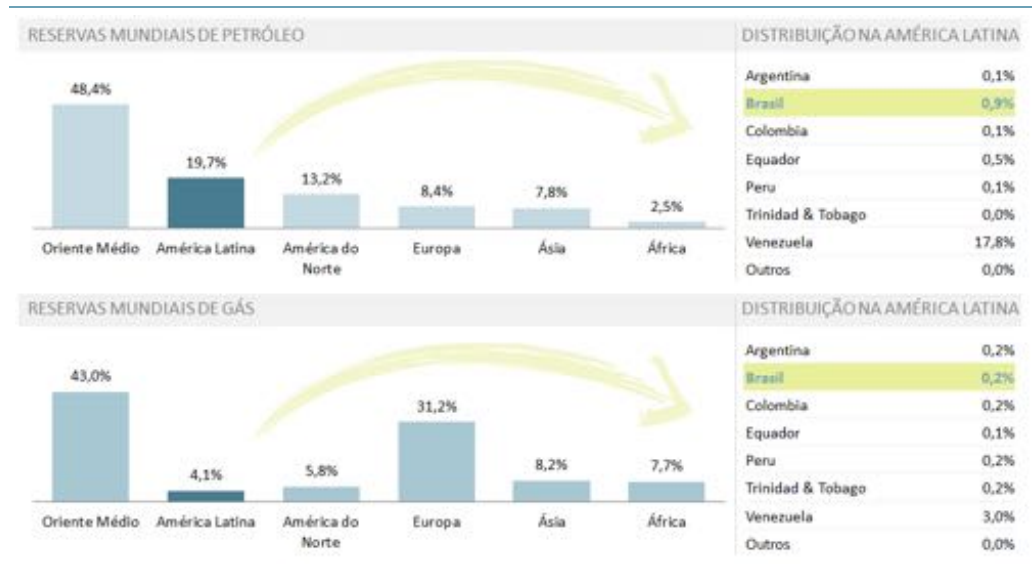 RESERVAS MUNDIAIS DE PETRÓLEO
DISTRIBUIÇÃO NA AMÉRICA LATINA
48,4%
19,7%
13,2%
8,4%
7,8%
2,5%
Oriente Médio
América Latina
América do
Norte
Europa
Ásia
África
Argentina 0,1%
Brasil 0,9%
Colombia 0,1%
Equador 0,5%
Peru 0,1%
Trinidad & Tobago 0,0%
Venezuela 17,8%
Outros 0,0%
RESERVAS MUNDIAIS DE GÁS
DISTRIBUIÇÃO NA AMÉRICA LATINA
43,0%
4,1%
5,8%
31,2%
8,2%
7,7%
Oriente Médio
América Latina
América do
Norte
Europa
Ásia
África
Argentina 0,2%
Brasil 0,2%
Colombia 0,2%
Equador 0,1%
Peru 0,2%
Trinidad & Tobago 0,2%
Venezuela 3,0%
Outros 0,0%